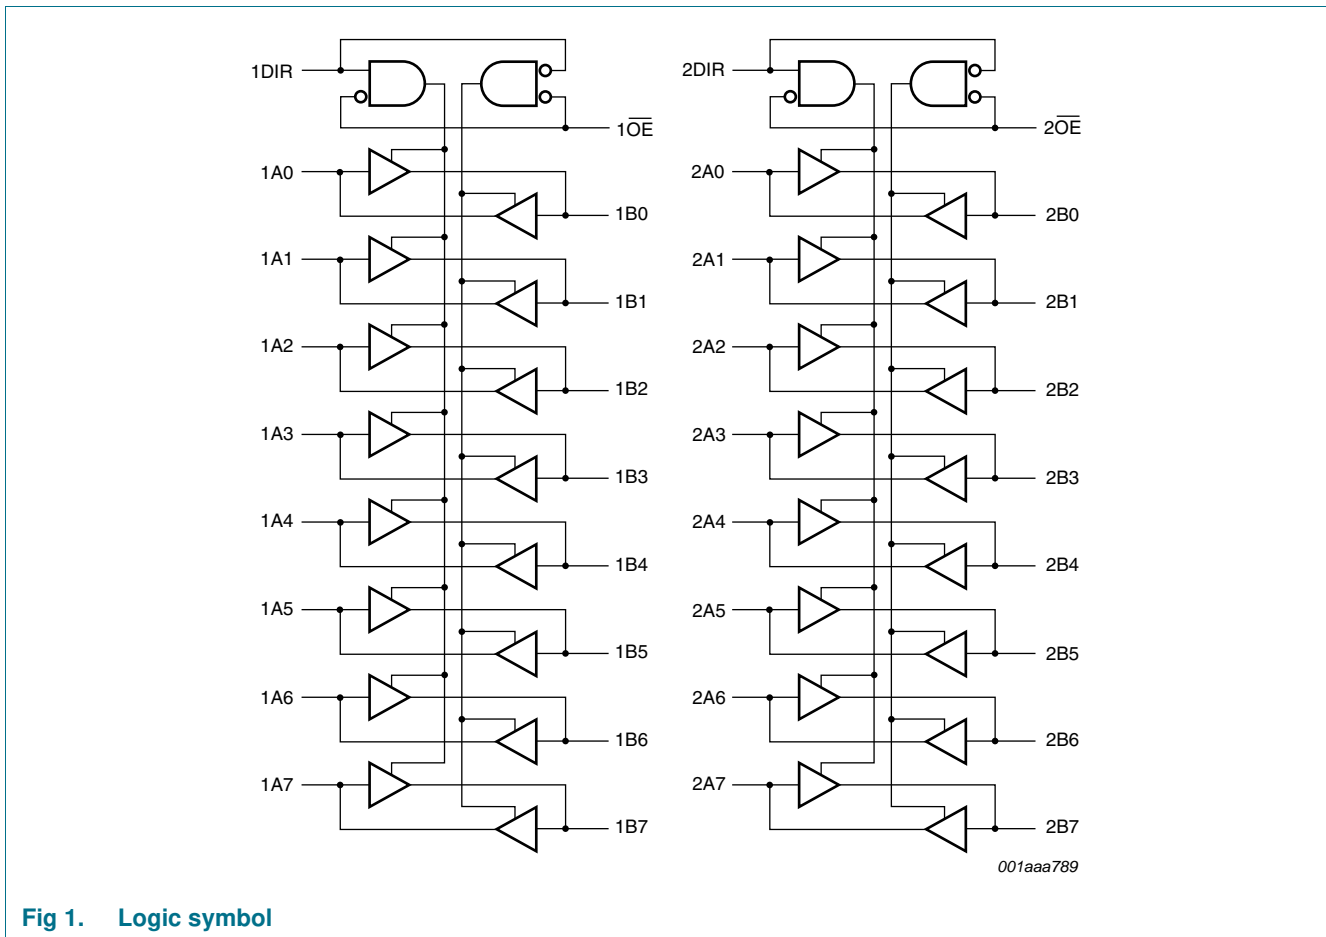 1DIR
1OE
1A0
1B0
1A1
1B1
1A2
1B2
1A3
1B3
1A4
1B4
1A5
1B5
1A6
1B6
1A7
1B7
2DIR
2OE
2A0
2B0
2A1
2B1
2A2
2B2
2A3
2B3
2A4
2B4
2A5
2B5
2A6
2B6
2A7
2B7
001aaa789
Fig 1. Logic symbol